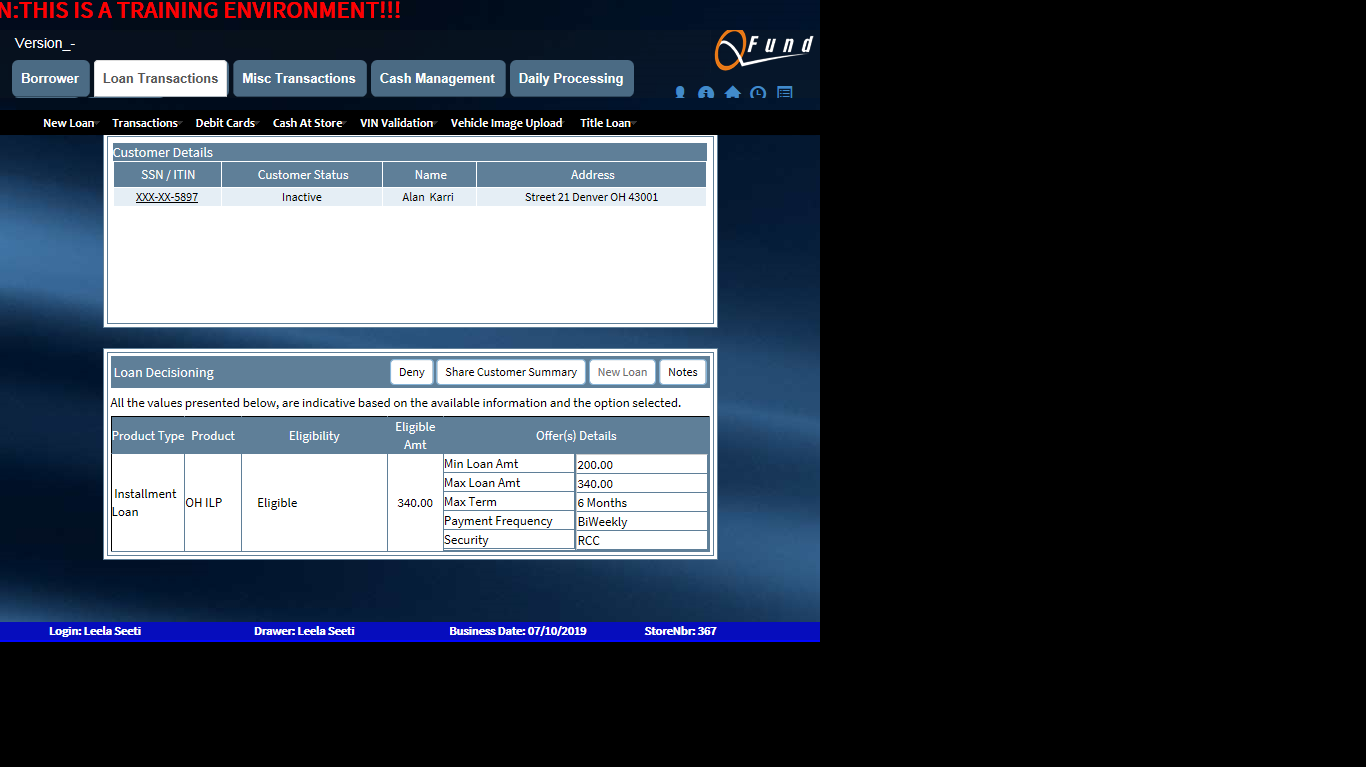 N:THIS IS A TRAINING ENVIRONMENT!!!
Version_-
QFund
Borrower Loan Transactions Misc Transactions Cash Management Daily Processing
New Loan Transactions Debit Cards Cash At Store VIN Validation Vehicle Image Upload Title Loan
Customer Details
SSN / ITIN Customer Status Name Address
XXX-XX-5897 Inactive Alan Karri Street 21 Denver OH 43001
Loan Decisioning Deny Share Customer Summary New Loan Notes
All the values presented below, are indicative based on the available information and the option selected.
Product Type Product Eligibility Eligible Amt Offer(s) Details
Installment Loan OH ILP Eligible 340.00
Min Loan Amt 200.00
Max Loan Amt 340.00
Max Term 6 Months
Payment Frequency BiWeekly
Security RCC
Login: Leela Seeti Drawer: Leela Seeti Business Date: 07/10/2019 StoreNbr: 367